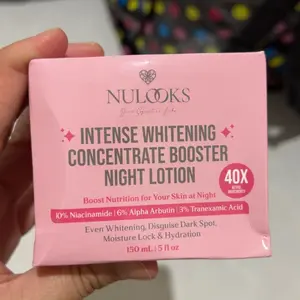 NULOOKS
INTENSE WHITENING
CONCENTRATE BOOSTER
NIGHT LOTION
40X
Boost Nutrition for Your Skin at Night
10% Niacinamide | 6% Alpha Arbutin | 3% Tranexamic Acid
Even Whitening, Disguise Dark Spot,
Moisture Lock & Hydration
150 ml | 5 fl oz